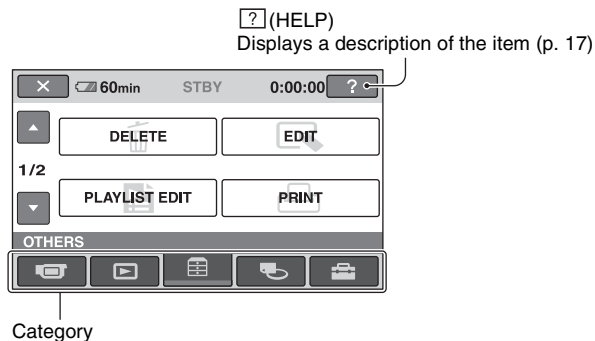 ? (HELP)
Displays a description of the item (p. 17)
× 60min STBY 0:00:00 ?
DELETE EDIT
1/2
PLAYLIST EDIT PRINT
OTHERS
Category